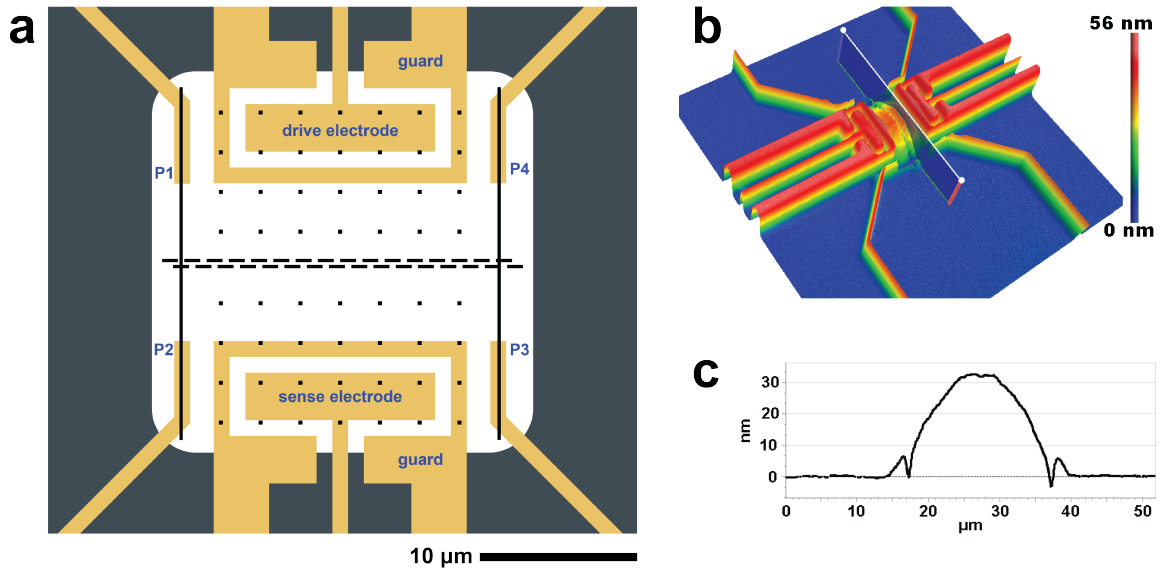 a
guard
drive electrode
P1
P4
P2
P3
sense electrode
guard
10 μm
b
56 nm
0 nm
c
30
20
10
0
nm
0
10
20
30
40
50
μm